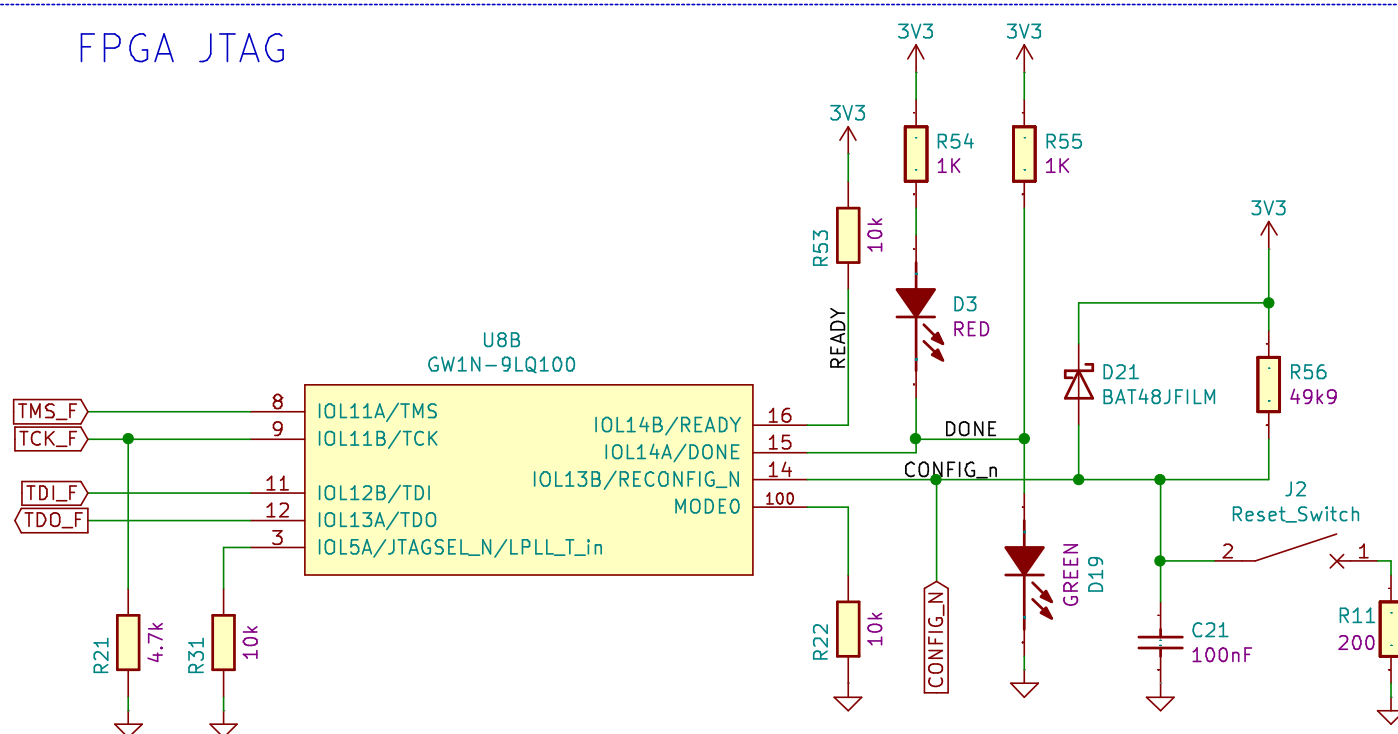 FPGA JTAG
3V3
3V3
3V3
R54
1K
R55
1K
R53
10k
3V3
READY
D3
RED
U8B
GW1N-9LQ100
D21
BAT48JFILM
R56
49k9
TMS_F
8
IOL11A/TMS
TCK_F
9
IOL11B/TCK
TDI_F
11
IOL12B/TDI
TDO_F
12
IOL13A/TDO
3
IOL5A/JTAGSEL_N/LPLL_T_in
IOL14B/READY
16
IOL14A/DONE
15
DONE
IOL13B/RECONFIG_N
14
CONFIG_n
MODE0
100
J2
Reset_Switch
2
1
GREEN
D19
CONFIG_N
R21
4.7k
R31
10k
R22
10k
C21
100nF
R11
200